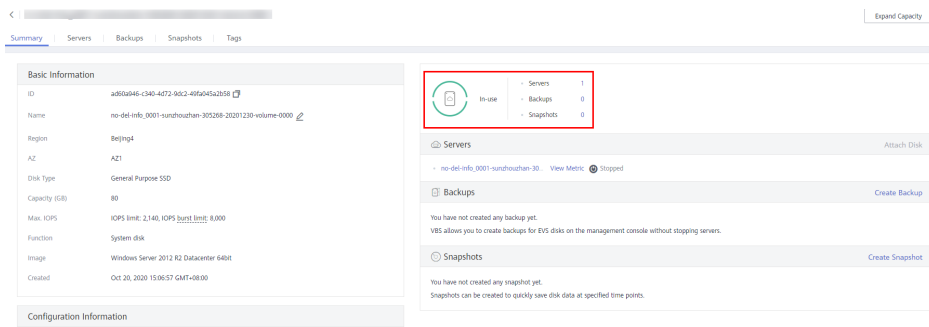 Expand Capacity
Summary Servers Backups Snapshots Tags
Basic Information
ID ad60a946-c340-4d72-9dc2-49fa045a2b58
Name no-del-info_0001-sunzhouzhan-305268-20201230-volume-0000
Region Beijing4
AZ AZ1
Disk Type General Purpose SSD
Capacity (GB) 80
Max. IOPS IOPS limit: 2,140, IOPS burst limit: 8,000
Function System disk
Image Windows Server 2012 R2 Datacenter 64bit
Created Oct 20, 2020 15:06:57 GMT+08:00
Configuration Information
In-use
Servers 1
Backups 0
Snapshots 0
Servers Attach Disk
no-del-info_0001-sunzhouzhan-30... View Metric Stopped
Backups Create Backup
You have not created any backup yet.
VBS allows you to create backups for EVS disks on the management console without stopping servers.
Snapshots Create Snapshot
You have not created any snapshot yet.
Snapshots can be created to quickly save disk data at specified time points.